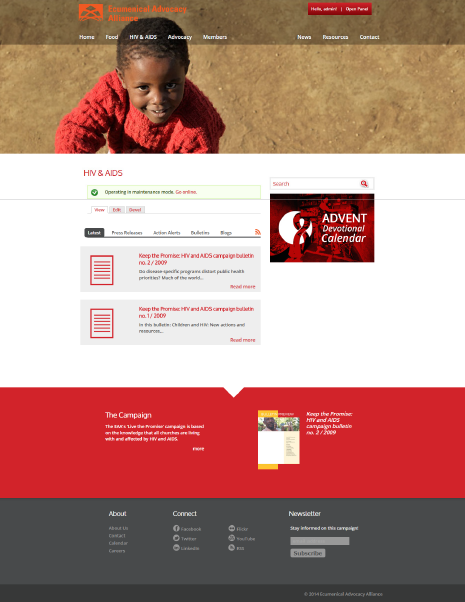 Ecumenical Advocacy
Alliance
Hello, admin! | Open Panel
Home Food HIV & AIDS Advocacy Members News Resources Contact
HIV & AIDS
Operating in maintenance mode. Go online.
Search
View Edit Devel
ADVENT
Devotional
Calendar
Latest Press Releases Action Alerts Bulletins Blogs
Keep the Promise: HIV and AIDS campaign bulletin
no. 2 / 2009
Do disease-specific programs distort public health
priorities? Much of the world...
Read more
Keep the Promise: HIV and AIDS campaign bulletin
no. 1/ 2009
In this bulletin: Children and HIV: New actions and
resources...
Read more
The Campaign
The EAA's 'Live the Promise' campaign is based
on the knowledge that all churches are living
with and affected by HIV and AIDS.
more
Keep the Promise:
HIV and AIDS
campaign bulletin
no. 2 / 2009
About
About Us
Contact
Calendar
Connect
Facebook
Twitter
LinkedIn
Flickr
YouTube
RSS
Newsletter
Stay informed on this campaign!
Subscribe
© 2014 Ecumenical Advocacy Alliance